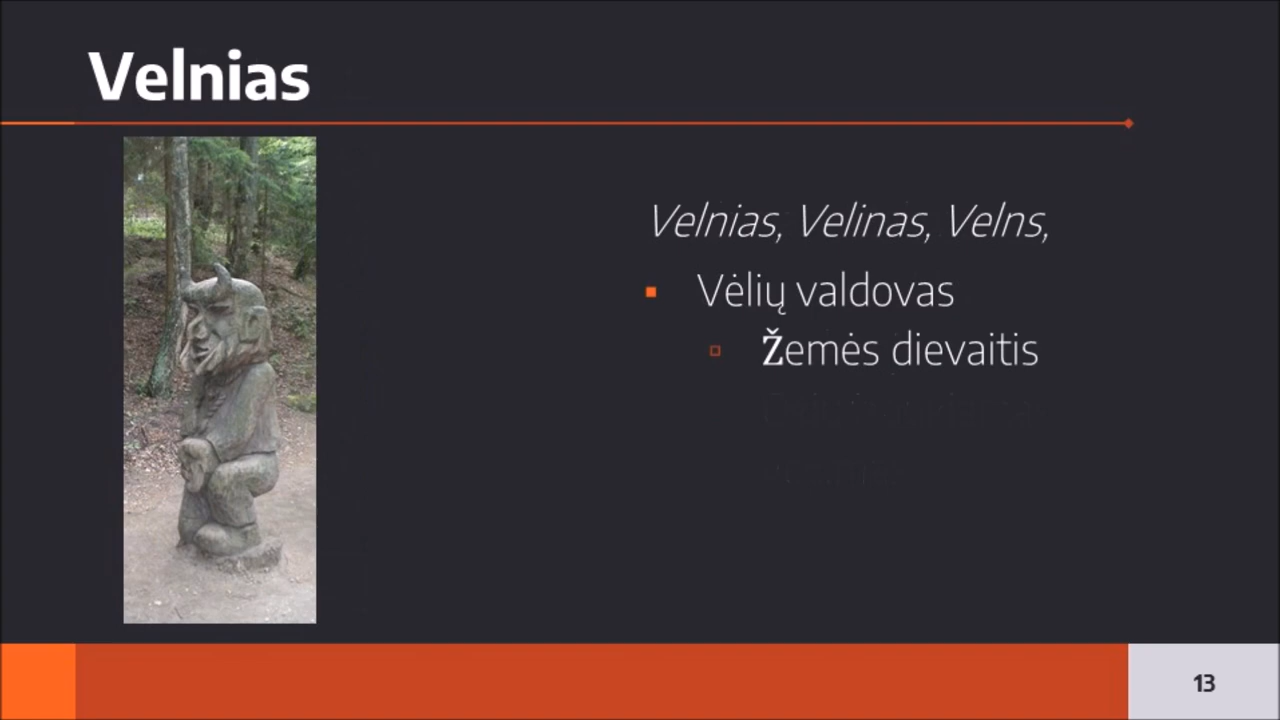 Velnias
Velnias, Velinas, Velns,
Vėlių valdovas
Žemės dievaitis
13